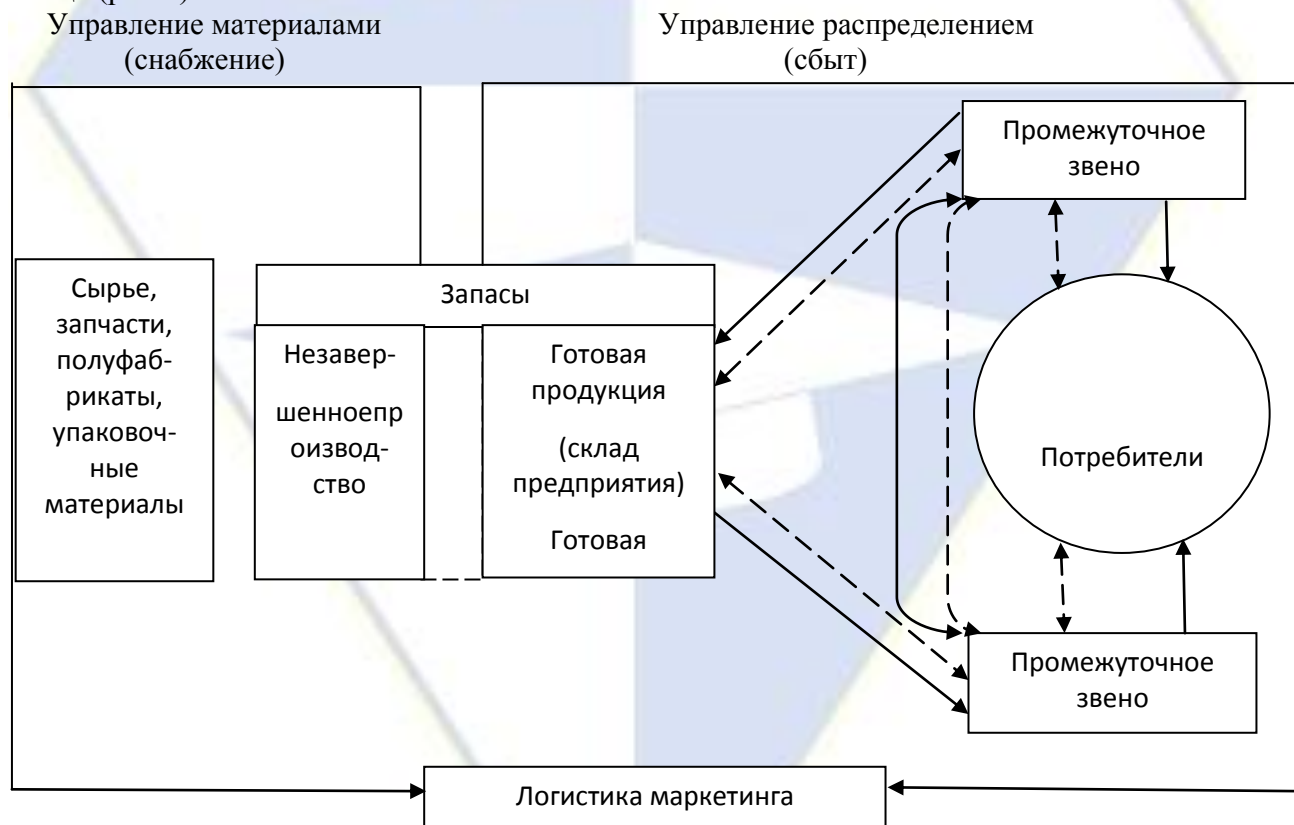 Управление материалами
(снабжение)
Управление распределением
(сбыт)
Промежуточное
звено
Сырье,
запчасти,
полуфаб-
рикаты,
упаковоч-
ные
материалы
Запасы
Незавер-
шенноепр
оизвод-
ство
Готовая
продукция
(склад
предприятия)
Готовая
Потребители
Промежуточное
звено
Логистика маркетинга